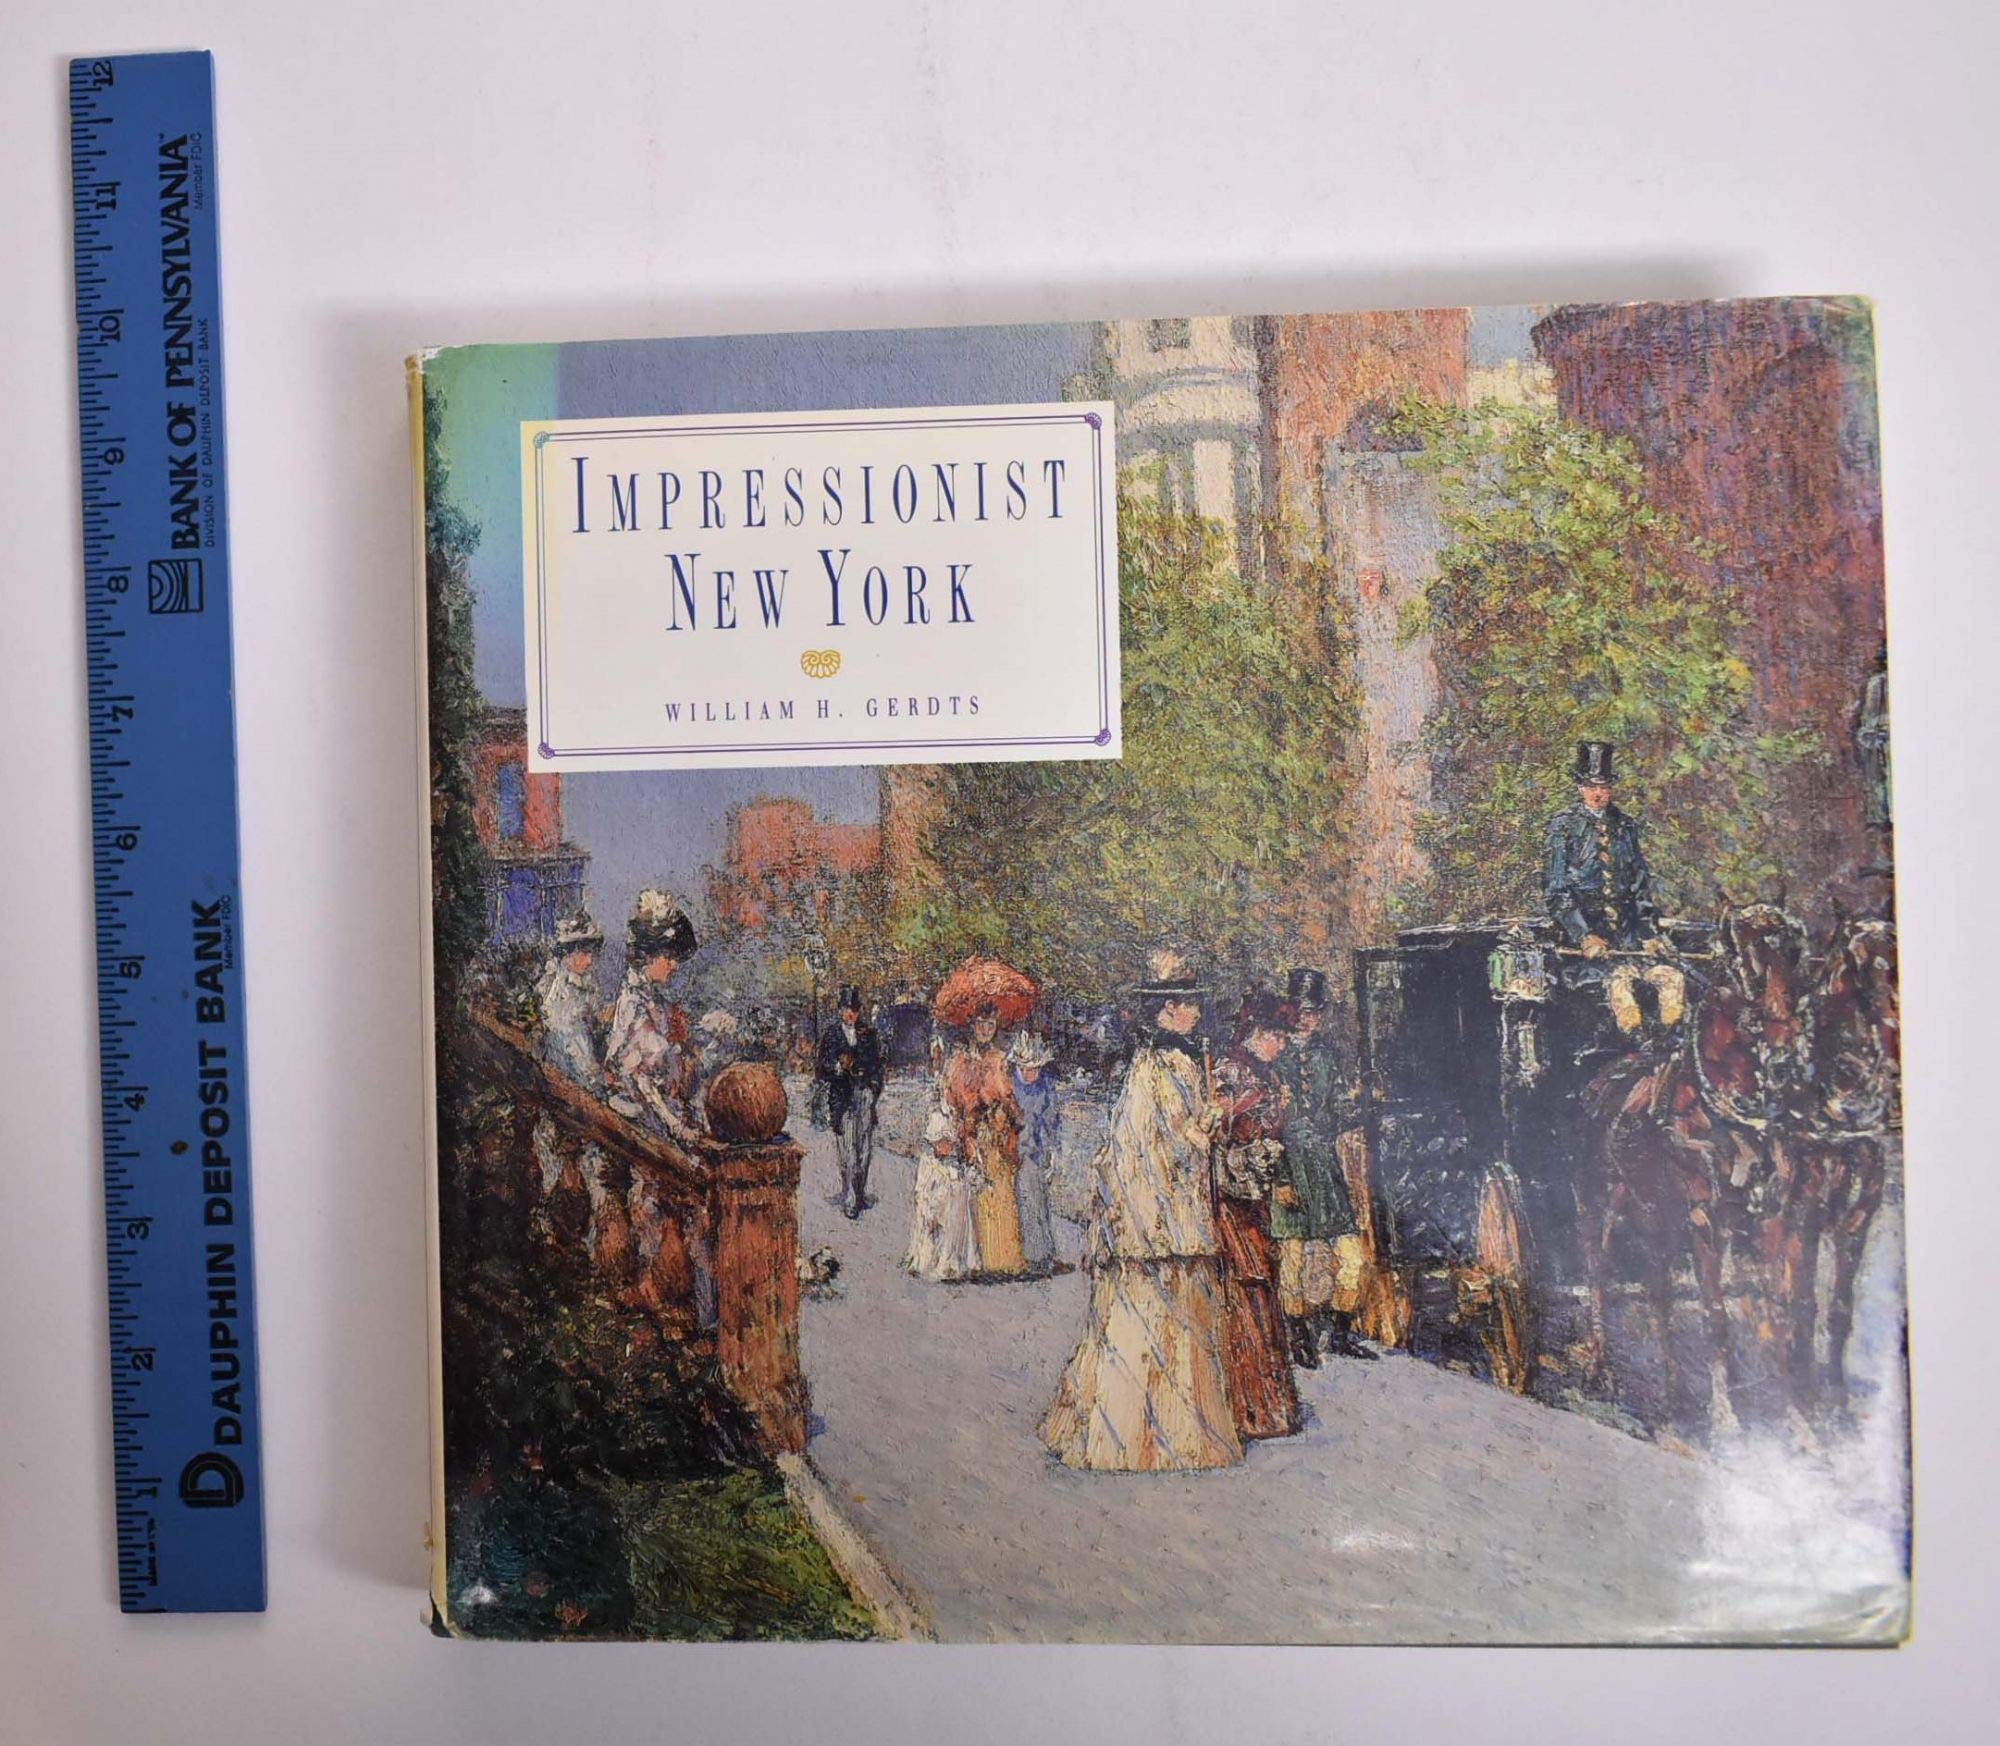 IMPRESSIONIST
NEW YORK
WILLIAM H. GERDTS
DAUPHIN DEPOSIT BANK
Member FDIC
BANK OF PENNSYLVANIA™
DIVISION OF DAUPHIN DEPOSIT BANK
Member FDIC
1
2
3
4
5
6
7
8
9
10
11
12